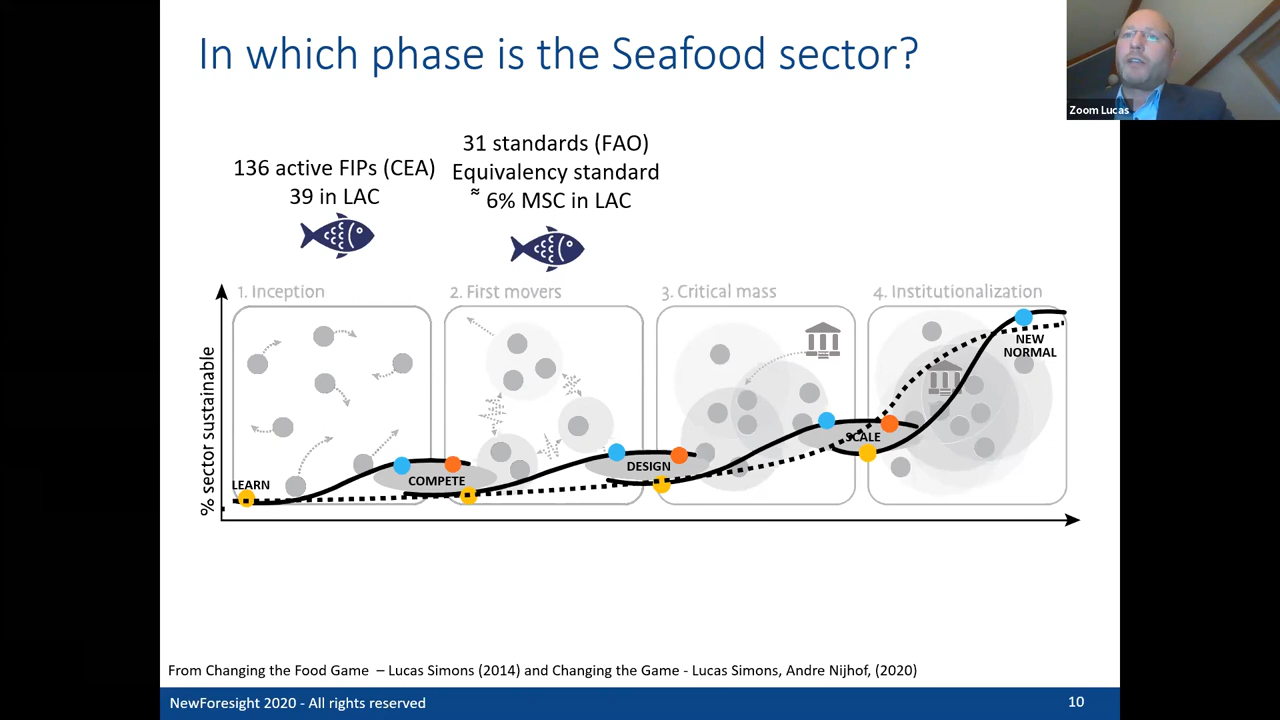 In which phase is the Seafood sector?
Zoom Lucas
136 active FIPs (CEA)
39 in LAC
31 standards (FAO)
Equivalency standard
≈ 6% MSC in LAC
1. Inception
2. First movers
3. Critical mass
4. Institutionalization
% sector sustainable
LEARN
COMPETE
DESIGN
SCALE
NEW
NORMAL
From Changing the Food Game – Lucas Simons (2014) and Changing the Game - Lucas Simons, Andre Nijhof, (2020)
NewForesight 2020 - All rights reserved
10